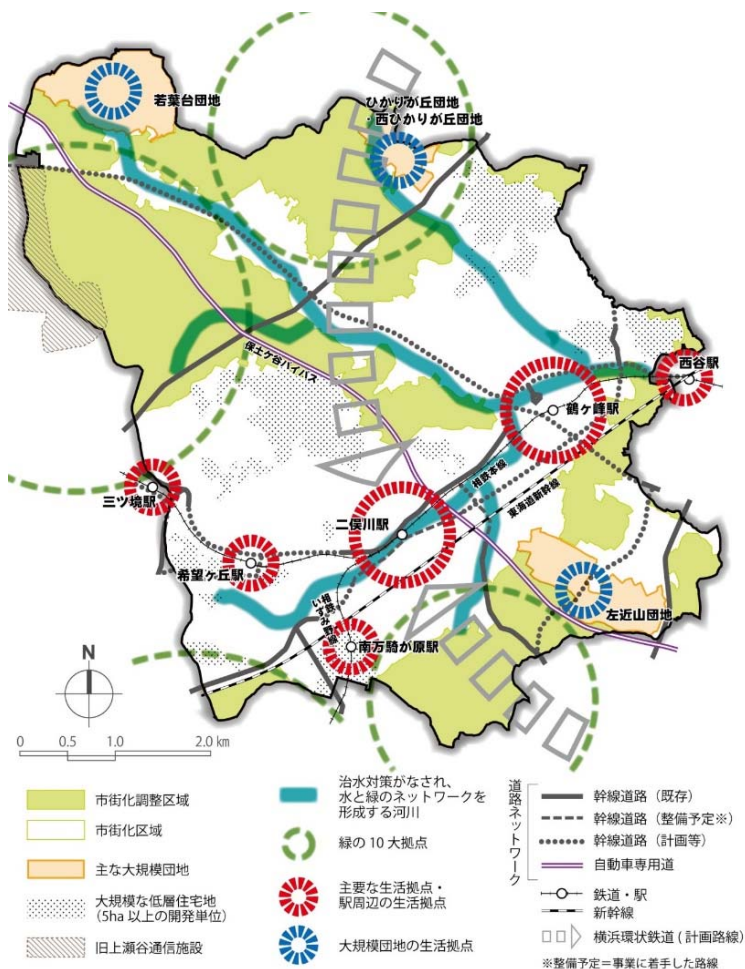 若葉台団地
ひかりが丘団地
・西ひかりが丘団地
保土ケ谷バイパス
西谷駅
鶴ヶ峰駅
相鉄本線
東海道新幹線
三ツ境駅
二俣川駅
希望ヶ丘駅
相鉄
いずみ野線
南万騎が原駅
左近山団地
N
0 0.5 1.0 2.0 km
市街化調整区域
市街化区域
主な大規模団地
大規模な低層住宅地
(5ha 以上の開発単位)
旧上瀬谷通信施設
治水対策がなされ、
水と緑のネットワークを
形成する河川
緑の 10 大拠点
主要な生活拠点・
駅周辺の生活拠点
大規模団地の生活拠点
道路ネットワーク
幹線道路（既存）
幹線道路（整備予定※）
幹線道路（計画等）
自動車専用道
鉄道・駅
新幹線
横浜環状鉄道 ( 計画路線 )
※整備予定＝事業に着手した路線